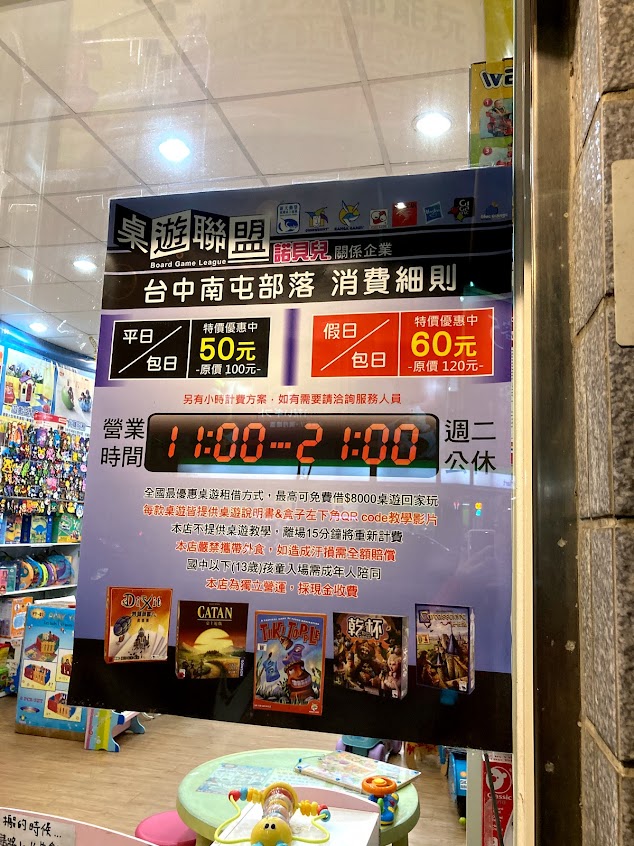 桌遊聯盟
Board Game League
諾貝兒 關係企業
台中南屯部落 消費細則
平日/包日
特價優惠中
50元
-原價100元-
假日/包日
特價優惠中
60元
-原價120元-
另有小時計費方案，如有需要請洽詢服務人員
營業時間
11:00---21:00
週二公休
全國最優惠桌遊租借方式，最高可免費借$8000桌遊回家玩
每款桌遊皆提供桌遊說明書&盒子左下角QR code教學影片
本店不提供桌遊教學，離場15分鐘將重新計費
本店嚴禁攜帶外食，如造成汙損需全額賠償
國中以下(13歲)孩童入場需成年人陪同
本店為獨立營運，採現金收費
Dixit
CATAN
TIKI TOPPLE
乾杯
Carcassonne
Classic
搬的時候...